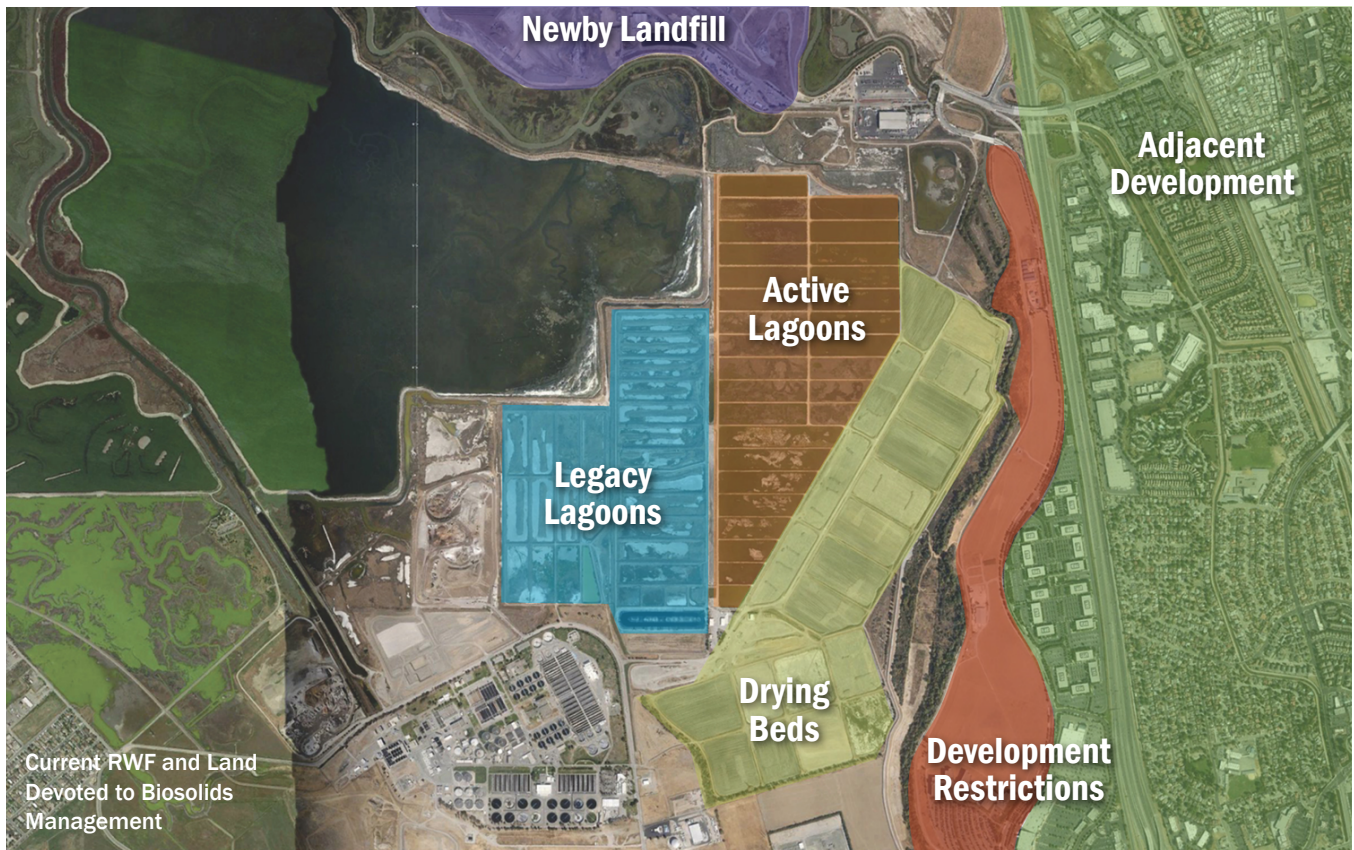 Newby Landfill
Adjacent
Development
Active
Lagoons
Legacy
Lagoons
Drying
Beds
Development
Restrictions
Current RWF and Land
Devoted to Biosolids
Management